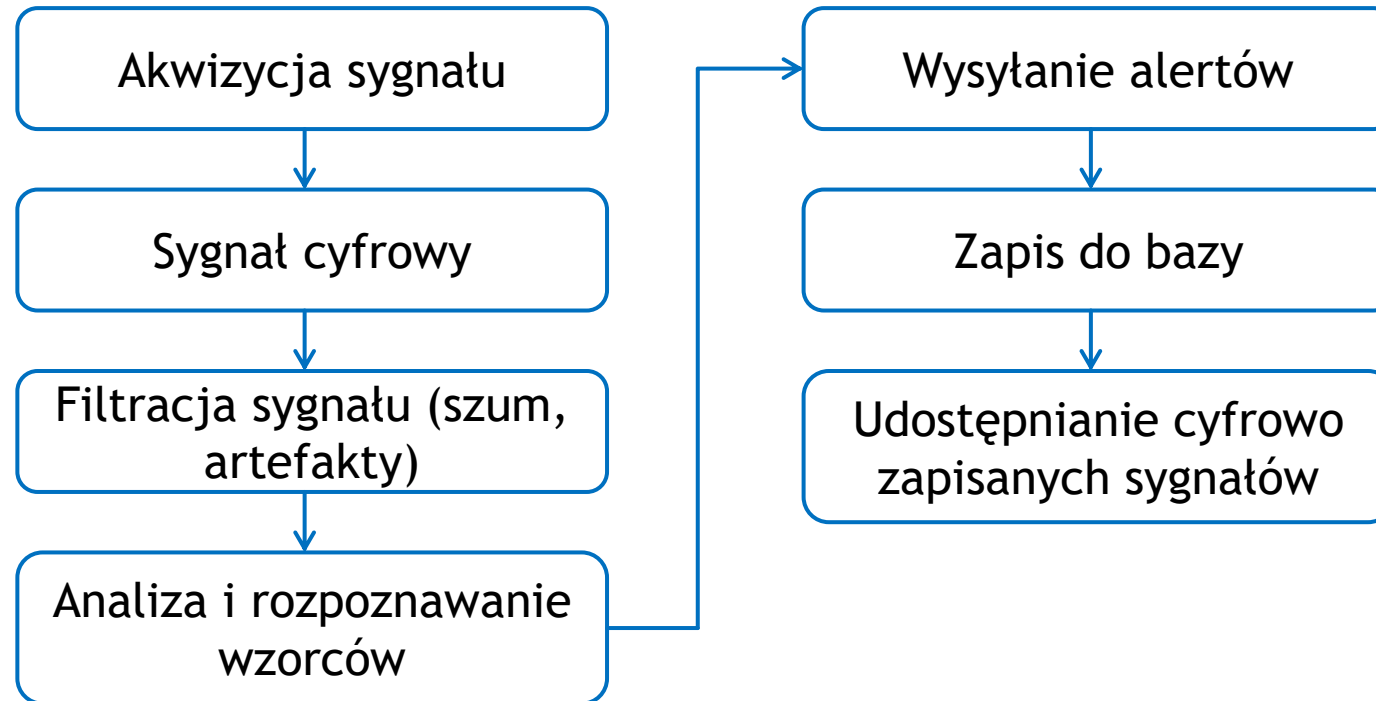 Akwizycja sygnału
Sygnał cyfrowy
Filtracja sygnału (szum,
artefakty)
Analiza i rozpoznawanie
wzorców
Wysyłanie alertów
Zapis do bazy
Udostępnianie cyfrowo
zapisanych sygnałów